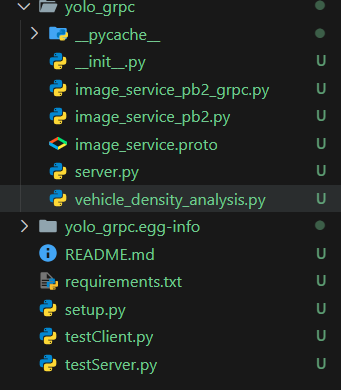 yolo_grpc
__pycache__
__init__.py U
image_service_pb2_grpc.py U
image_service_pb2.py U
image_service.proto U
server.py U
vehicle_density_analysis.py U
yolo_grpc.egg-info
README.md U
requirements.txt U
setup.py U
testClient.py U
testServer.py U